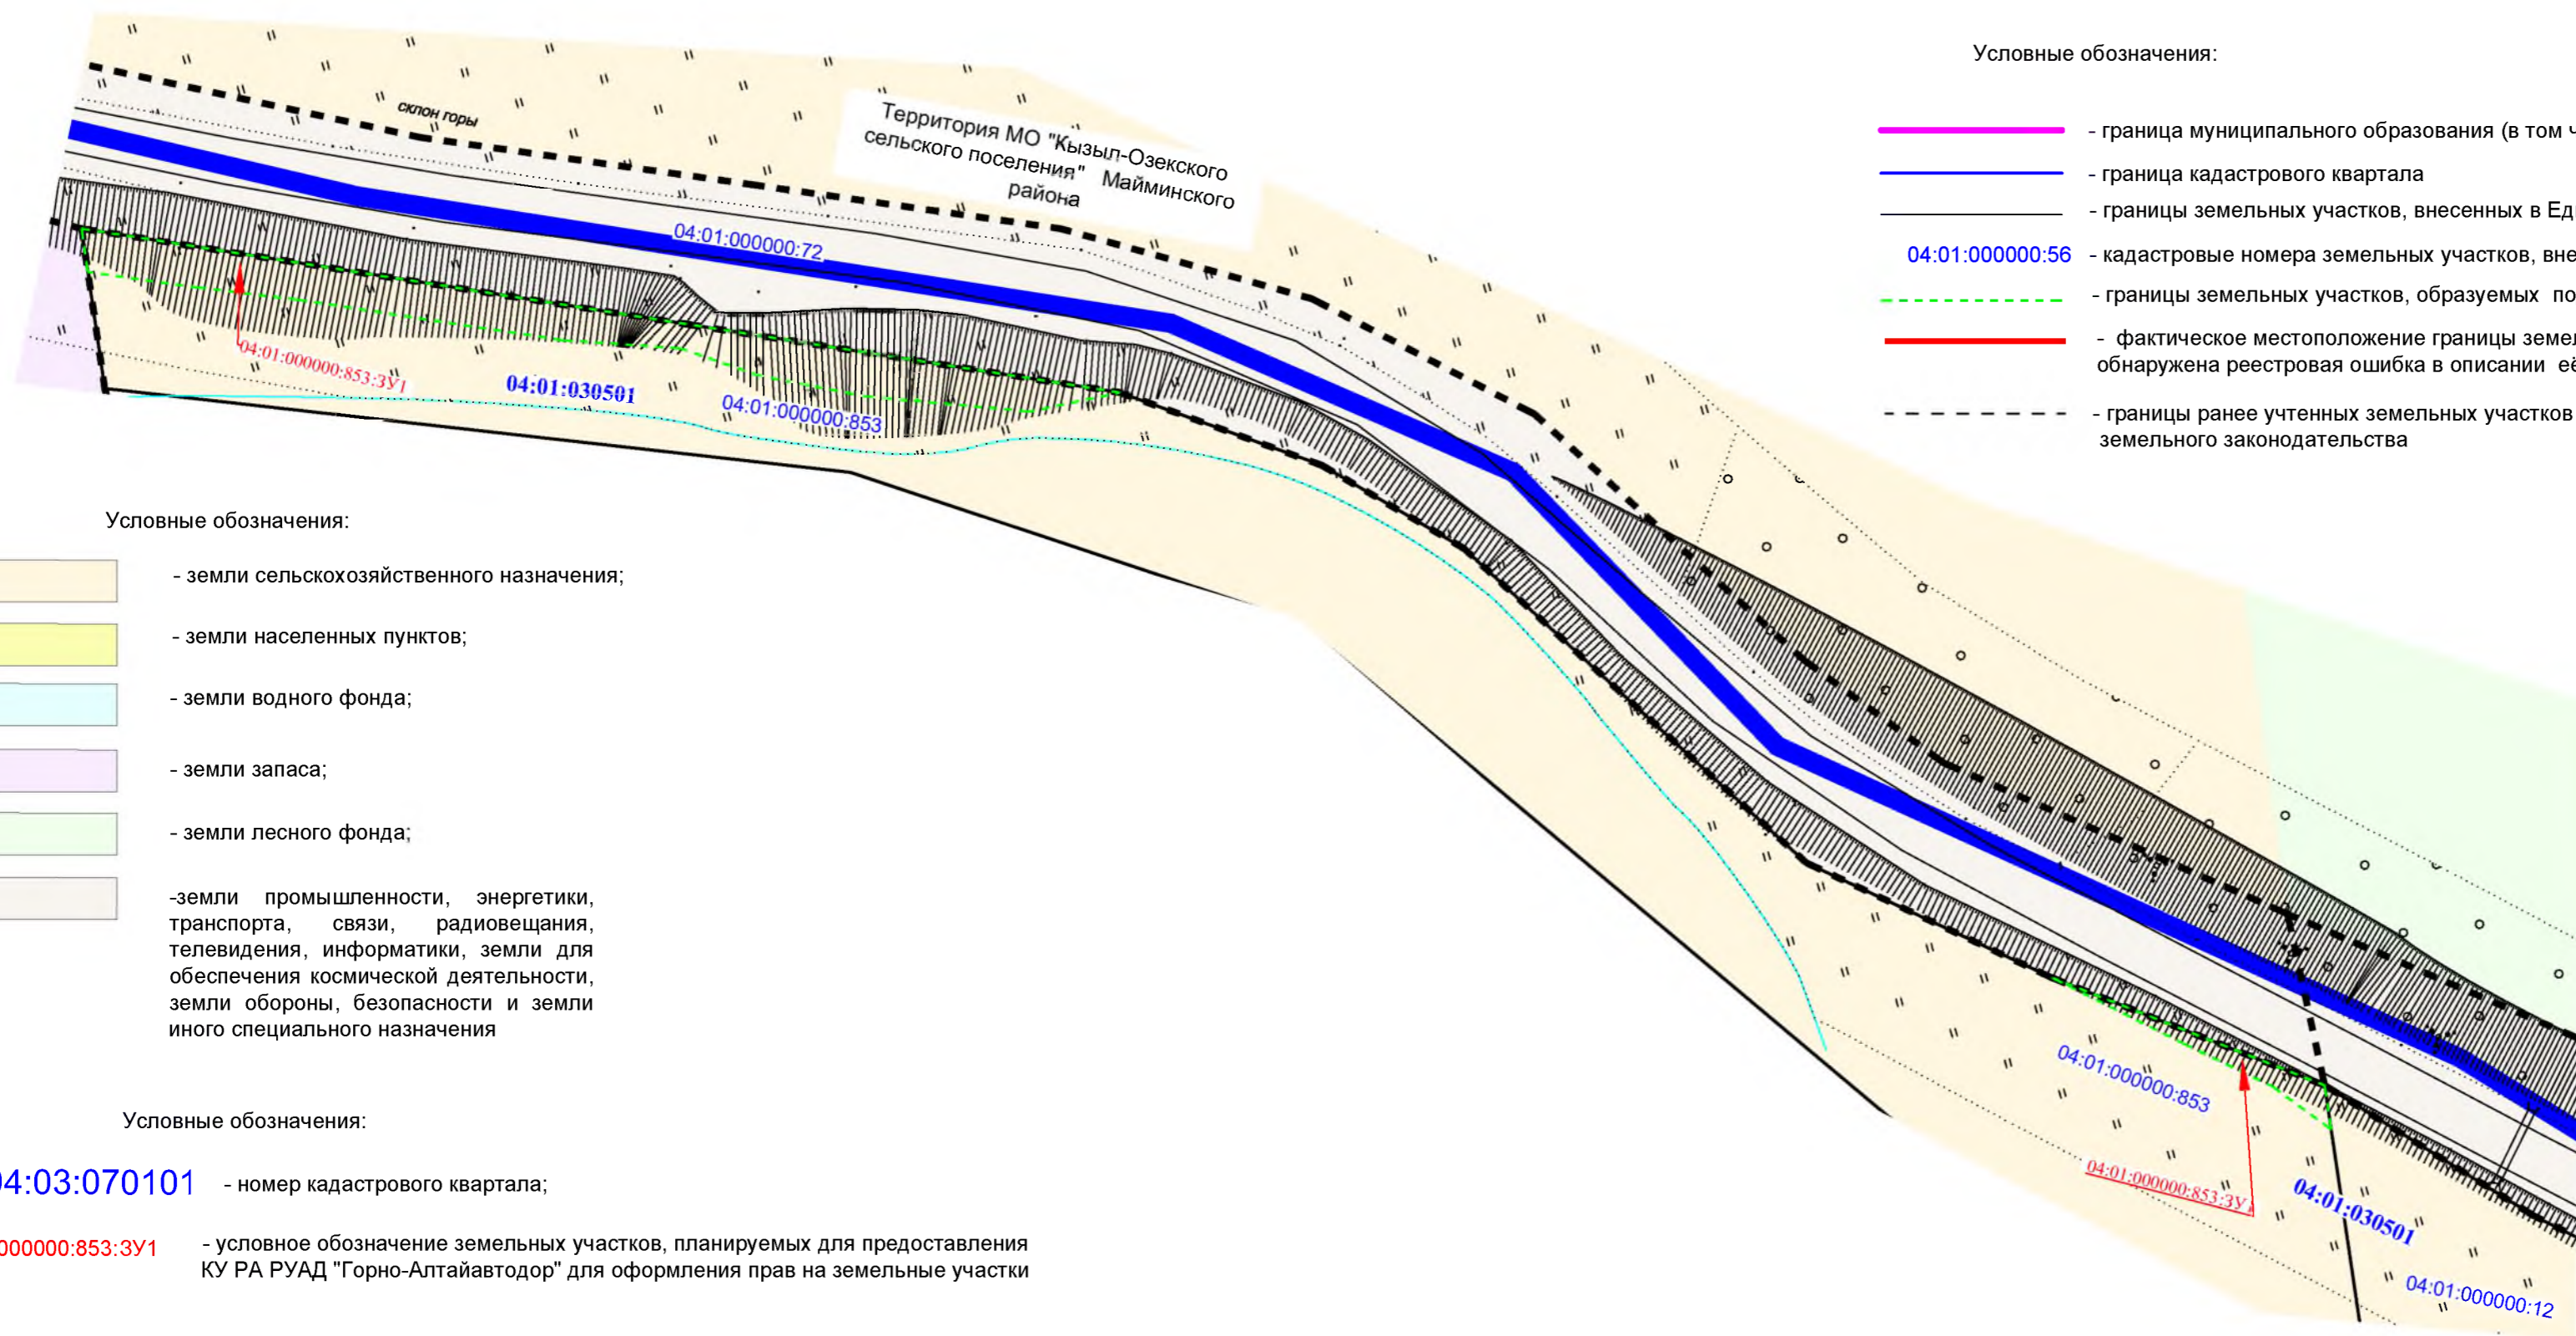 Условные обозначения:
- граница муниципального образования (в том ч
- граница кадастрового квартала
- границы земельных участков, внесенных в Ед
04:01:000000:56 - кадастровые номера земельных участков, вне
- границы земельных участков, образуемых по
- фактическое местоположение границы земел
обнаружена реестровая ошибка в описании её
- границы ранее учтенных земельных участков
земельного законодательства
склон горы
Территория МО "Кызыл-Озекского
сельского поселения" Майминского
района
04:01:000000:72
04:01:000000:853:ЗУ1
04:01:030501
04:01:000000:853
Условные обозначения:
- земли сельскохозяйственного назначения;
- земли населенных пунктов;
- земли водного фонда;
- земли запаса;
- земли лесного фонда;
-земли промышленности, энергетики,
транспорта, связи, радиовещания,
телевидения, информатики, земли для
обеспечения космической деятельности,
земли обороны, безопасности и земли
иного специального назначения
04:01:000000:853
04:01:000000:853:ЗУ1
04:01:030501
04:01:000000:12
Условные обозначения:
04:03:070101 - номер кадастрового квартала;
000000:853:ЗУ1 - условное обозначение земельных участков, планируемых для предоставления
КУ РА РУАД "Горно-Алтайавтодор" для оформления прав на земельные участки